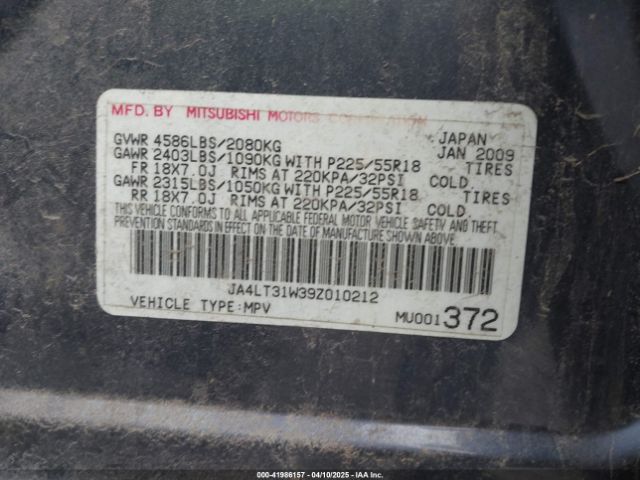 MFD. BY MITSUBISHI MOTORS CORPORATION
GVWR 4586LBS/2080KG JAPAN
GAWR 2403LBS/1090KG WITH P225/55R18 JAN 2009
FR 18X7.0J RIMS AT 220KPA/32PSI COLD TIRES
GAWR 2315LBS/1050KG WITH P225/55R18 TIRES
RR 18X7.0J RIMS AT 220KPA/32PSI COLD
THIS VEHICLE CONFORMS TO ALL APPLICABLE FEDERAL MOTOR VEHICLE SAFETY AND THEFT
PREVENTION STANDARDS IN EFFECT ON THE DATE OF MANUFACTURE SHOWN ABOVE.
JA4LT31W39Z010212
VEHICLE TYPE:MPV MU001372
000-41986157 - 04/10/2025 - IAAI, Inc.